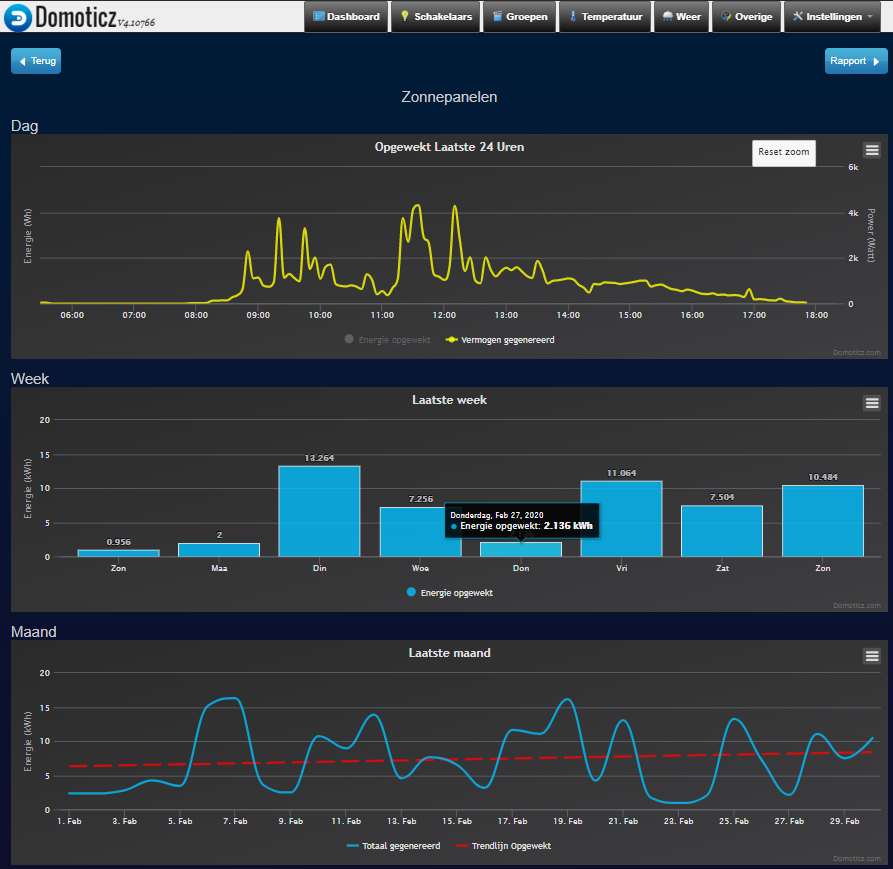 Domoticz V4.10766
Dashboard Schakelaars Groepen Temperatuur Weer Overige Instellingen
Terug Rapport
Zonnepanelen
Dag
Opgewekt Laatste 24 Uren
Reset zoom
Energie (Wh)
6k
4k
2k
0
Power (Watt)
06:00 07:00 08:00 09:00 10:00 11:00 12:00 13:00 14:00 15:00 16:00 17:00 18:00
Energie opgewekt Vermogen gegenereerd
Domoticz.com
Week
Laatste week
Energie (kWh)
20
15
10
5
0
0.956 2 13.264 7.256 11.064 7.504 10.484
Donderdag, Feb 27, 2020
Energie opgewekt: 2.136 kWh
Zon Maa Din Woe Don Vri Zat Zon
Energie opgewekt
Domoticz.com
Maand
Laatste maand
Energie (kWh)
20
15
10
5
0
1. Feb 3. Feb 5. Feb 7. Feb 9. Feb 11. Feb 13. Feb 15. Feb 17. Feb 19. Feb 21. Feb 23. Feb 25. Feb 27. Feb 29. Feb
Totaal gegenereerd Trendlijn Opgewekt
Domoticz.com